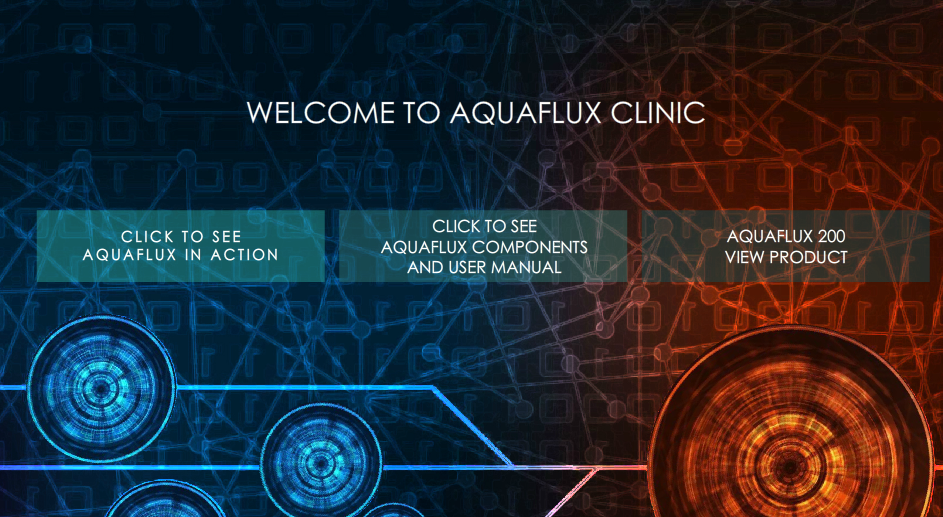 WELCOME TO AQUAFLUX CLINIC
CLICK TO SEE
AQUAFLUX IN ACTION
CLICK TO SEE
AQUAFLUX COMPONENTS
AND USER MANUAL
AQUAFLUX 200
VIEW PRODUCT